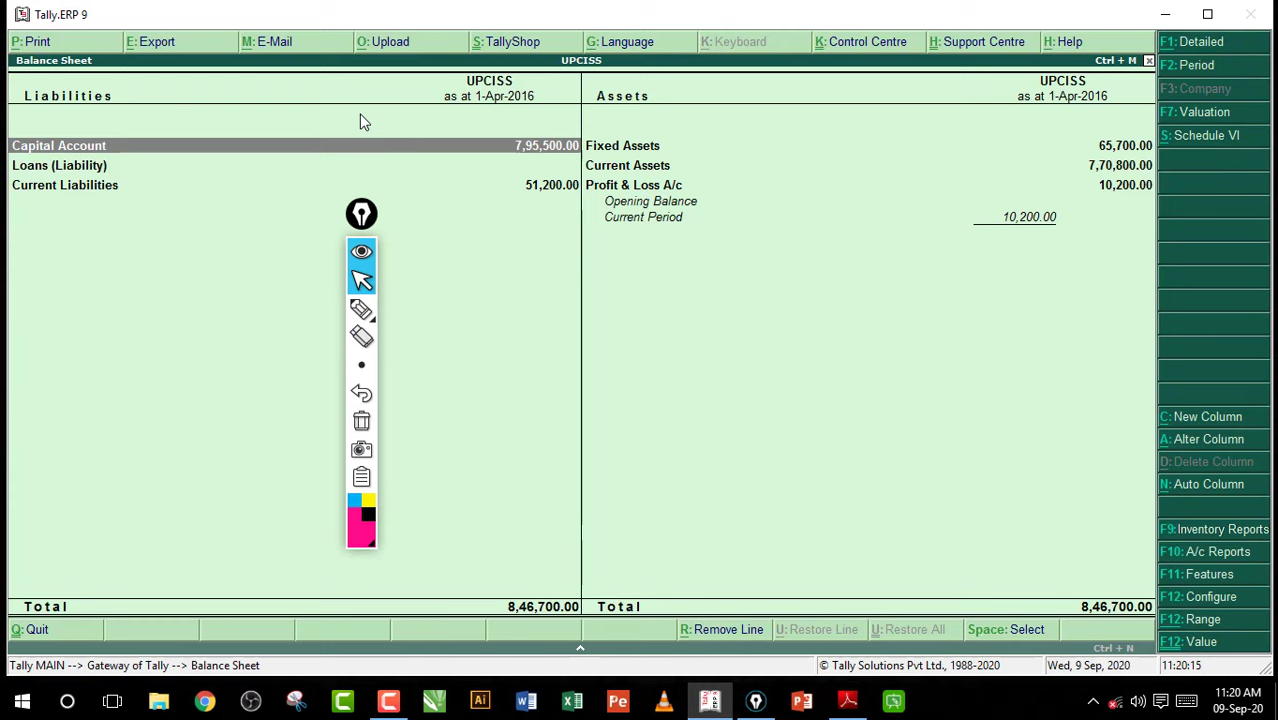 Tally.ERP 9
P: Print E: Export M: E-Mail O: Upload S: TallyShop G: Language K: Keyboard K: Control Centre H: Support Centre H: Help
Balance Sheet UPCISS Ctrl + M
Liabilities
UPCISS
as at 1-Apr-2016
Capital Account 7,95,500.00
Loans (Liability)
Current Liabilities 51,200.00
Total 8,46,700.00
Assets
UPCISS
as at 1-Apr-2016
Fixed Assets 65,700.00
Current Assets 7,70,800.00
Profit & Loss A/c 10,200.00
Opening Balance
Current Period 10,200.00
Total 8,46,700.00
F1: Detailed
F2: Period
F3: Company
F7: Valuation
S: Schedule VI
C: New Column
A: Alter Column
D: Delete Column
N: Auto Column
F9: Inventory Reports
F10: A/c Reports
F11: Features
F12: Configure
F12: Range
F12: Value
Q: Quit R: Remove Line U: Restore Line U: Restore All Space: Select
Ctrl + N
Tally MAIN --> Gateway of Tally --> Balance Sheet © Tally Solutions Pvt Ltd., 1988-2020 Wed, 9 Sep, 2020 11:20:15
Ai Pe
11:20 AM
09-Sep-20